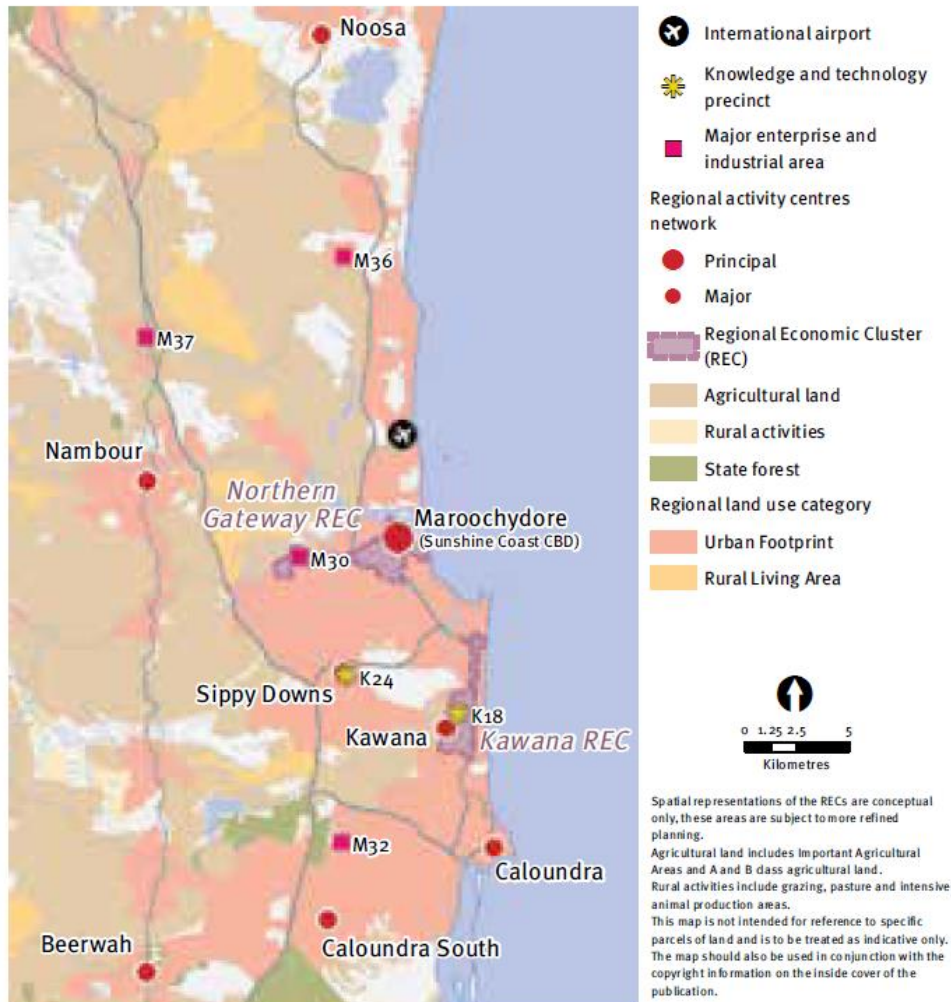 Noosa
M36
M37
Nambour
Northern
Gateway REC
Maroochydore
(Sunshine Coast CBD)
M30
K24
Sippy Downs
K18
Kawana
Kawana REC
M32
Caloundra
Caloundra South
Beerwah
International airport
Knowledge and technology
precinct
Major enterprise and
industrial area
Regional activity centres
network
Principal
Major
Regional Economic Cluster
(REC)
Agricultural land
Rural activities
State forest
Regional land use category
Urban Footprint
Rural Living Area
0 1.25 2.5 5
Kilometres
Spatial representations of the RECs are conceptual
only, these areas are subject to more refined
planning.
Agricultural land includes Important Agricultural
Areas and A and B class agricultural land.
Rural activities include grazing, pasture and intensive
animal production areas.
This map is not intended for reference to specific
parcels of land and is to be treated as indicative only.
The map should also be used in conjunction with the
copyright information on the inside cover of the
publication.